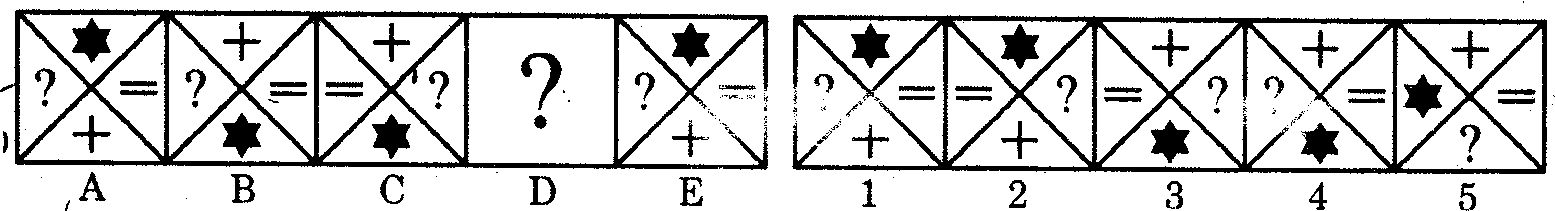 ? = + ? = + = + ? ? ? = + ? = + = ? + = + ? ? + = + = ?
A B C D E 1 2 3 4 5